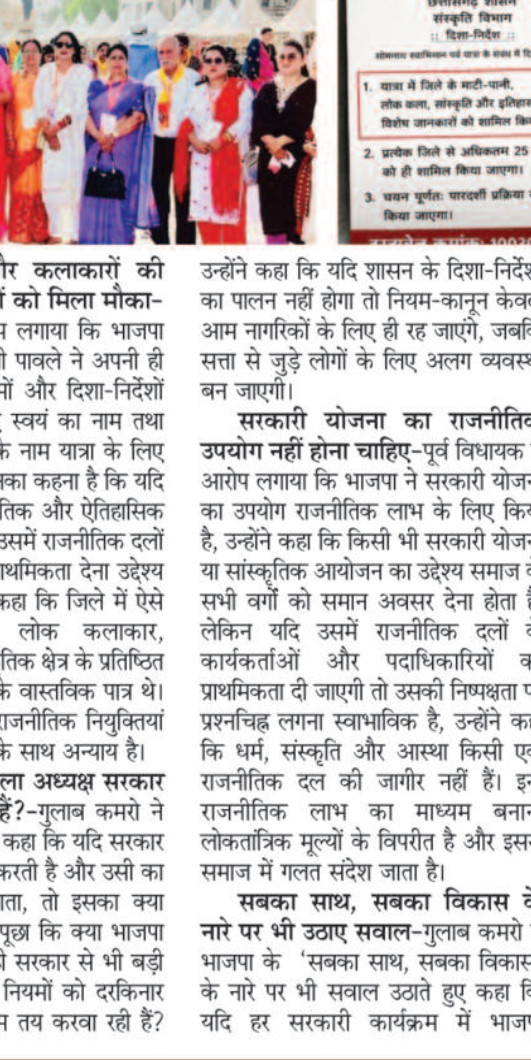 छत्तीसगढ़ शासन
संस्कृति विभाग
:: दिशा-निर्देश ::
सोमनाथ स्वाभिमान पर्व यात्रा के संबंध में
1. यात्रा में जिले के माटी-पानी,
लोक कला, सांस्कृति और इतिहा
विशेष जानकारों को शामिल कि
2. प्रत्येक जिले से अधिकतम 25
को ही शामिल किया जाएगा।
3. चयन पूर्णतः पारदर्शी प्रक्रिया
किया जाएगा।
र कलाकारों की
ों को मिला मौका-
लगाया कि भाजपा
पावले ने अपनी ही
मों और दिशा-निर्देशों
स्वयं का नाम तथा
के नाम यात्रा के लिए
नका कहना है कि यदि
तिक और ऐतिहासिक
उसमें राजनीतिक दलों
ाथमिकता देना उद्देश्य
कहा कि जिले में ऐसे
लोक कलाकार,
तिक क्षेत्र के प्रतिष्ठित
के वास्तविक पात्र थे।
राजनीतिक नियुक्तियां
के साथ अन्याय है।
ला अध्यक्ष सरकार
हैं?-गुलाब कमरो ने
कहा कि यदि सरकार
करती है और उसी का
ाता, तो इसका क्या
पूछा कि क्या भाजपा
ी सरकार से भी बड़ी
नियमों को दरकिनार
म तय करवा रही हैं?
उन्होंने कहा कि यदि शासन के दिशा-निर्देश
का पालन नहीं होगा तो नियम-कानून केवल
आम नागरिकों के लिए ही रह जाएंगे, जबकि
सत्ता से जुड़े लोगों के लिए अलग व्यवस्थ
बन जाएगी।
सरकारी योजना का राजनीतिक
उपयोग नहीं होना चाहिए-पूर्व विधायक
आरोप लगाया कि भाजपा ने सरकारी योजन
का उपयोग राजनीतिक लाभ के लिए किय
है, उन्होंने कहा कि किसी भी सरकारी योजन
या सांस्कृतिक आयोजन का उद्देश्य समाज
सभी वर्गों को समान अवसर देना होता है
लेकिन यदि उसमें राजनीतिक दलों
कार्यकर्ताओं और पदाधिकारियों क
प्राथमिकता दी जाएगी तो उसकी निष्पक्षता प
प्रश्नचिह्न लगना स्वाभाविक है, उन्होंने कह
कि धर्म, संस्कृति और आस्था किसी एक
राजनीतिक दल की जागीर नहीं हैं। इन
राजनीतिक लाभ का माध्यम बनान
लोकतांत्रिक मूल्यों के विपरीत है और इसस
समाज में गलत संदेश जाता है।
सबका साथ, सबका विकास के
नारे पर भी उठाए सवाल-गुलाब कमरो
भाजपा के 'सबका साथ, सबका विकास
के नारे पर भी सवाल उठाते हुए कहा कि
यदि हर सरकारी कार्यक्रम में भाजप